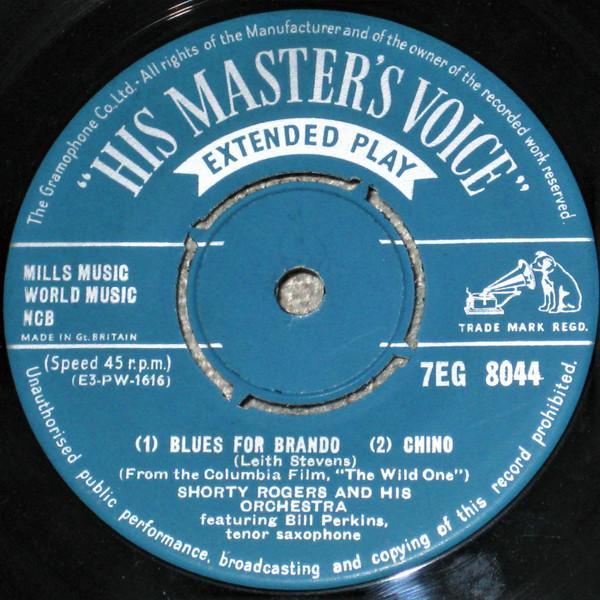 The Gramophone Co. Ltd. - All rights of the Manufacturer and of the owner of the recorded work reserved.
"HIS MASTER'S VOICE"
EXTENDED PLAY
MILLS MUSIC
WORLD MUSIC
NCB
MADE IN Gt. BRITAIN
TRADE MARK REGD.
(Speed 45 r.p.m.)
(E3-PW-1616)
7EG 8044
(1) BLUES FOR BRANDO (2) CHINO
(Leith Stevens)
(From the Columbia Film, "The Wild One")
SHORTY ROGERS AND HIS
ORCHESTRA
featuring Bill Perkins,
tenor saxophone
Unauthorised public performance, broadcasting and copying of this record prohibited.